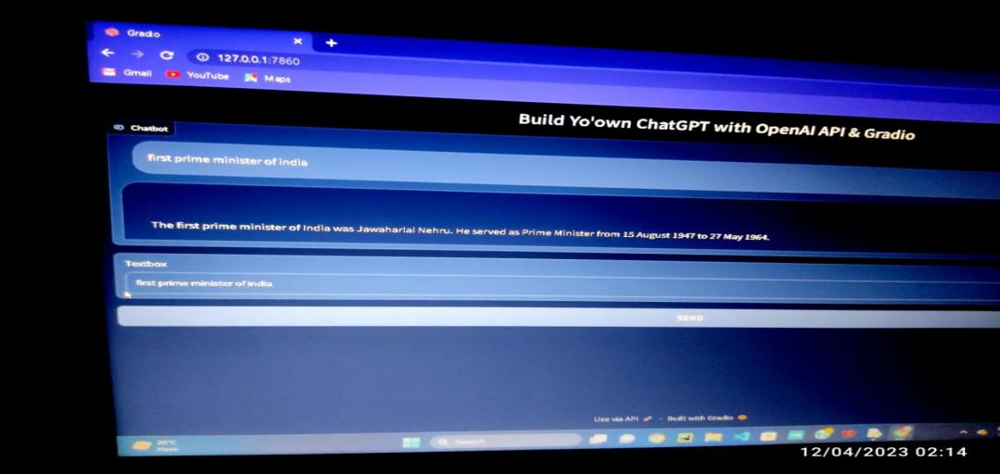 Gradio
127.0.0.1:7860
Gmail YouTube Maps
Build Yo'own ChatGPT with OpenAI API & Gradio
Chatbot
first prime minister of india
The first prime minister of India was Jawaharlal Nehru. He served as Prime Minister from 15 August 1947 to 27 May 1964.
Textbox
first prime minister of india
SEND
Use via API · Built with Gradio
26°C
Haze
Search
12/04/2023 02:14